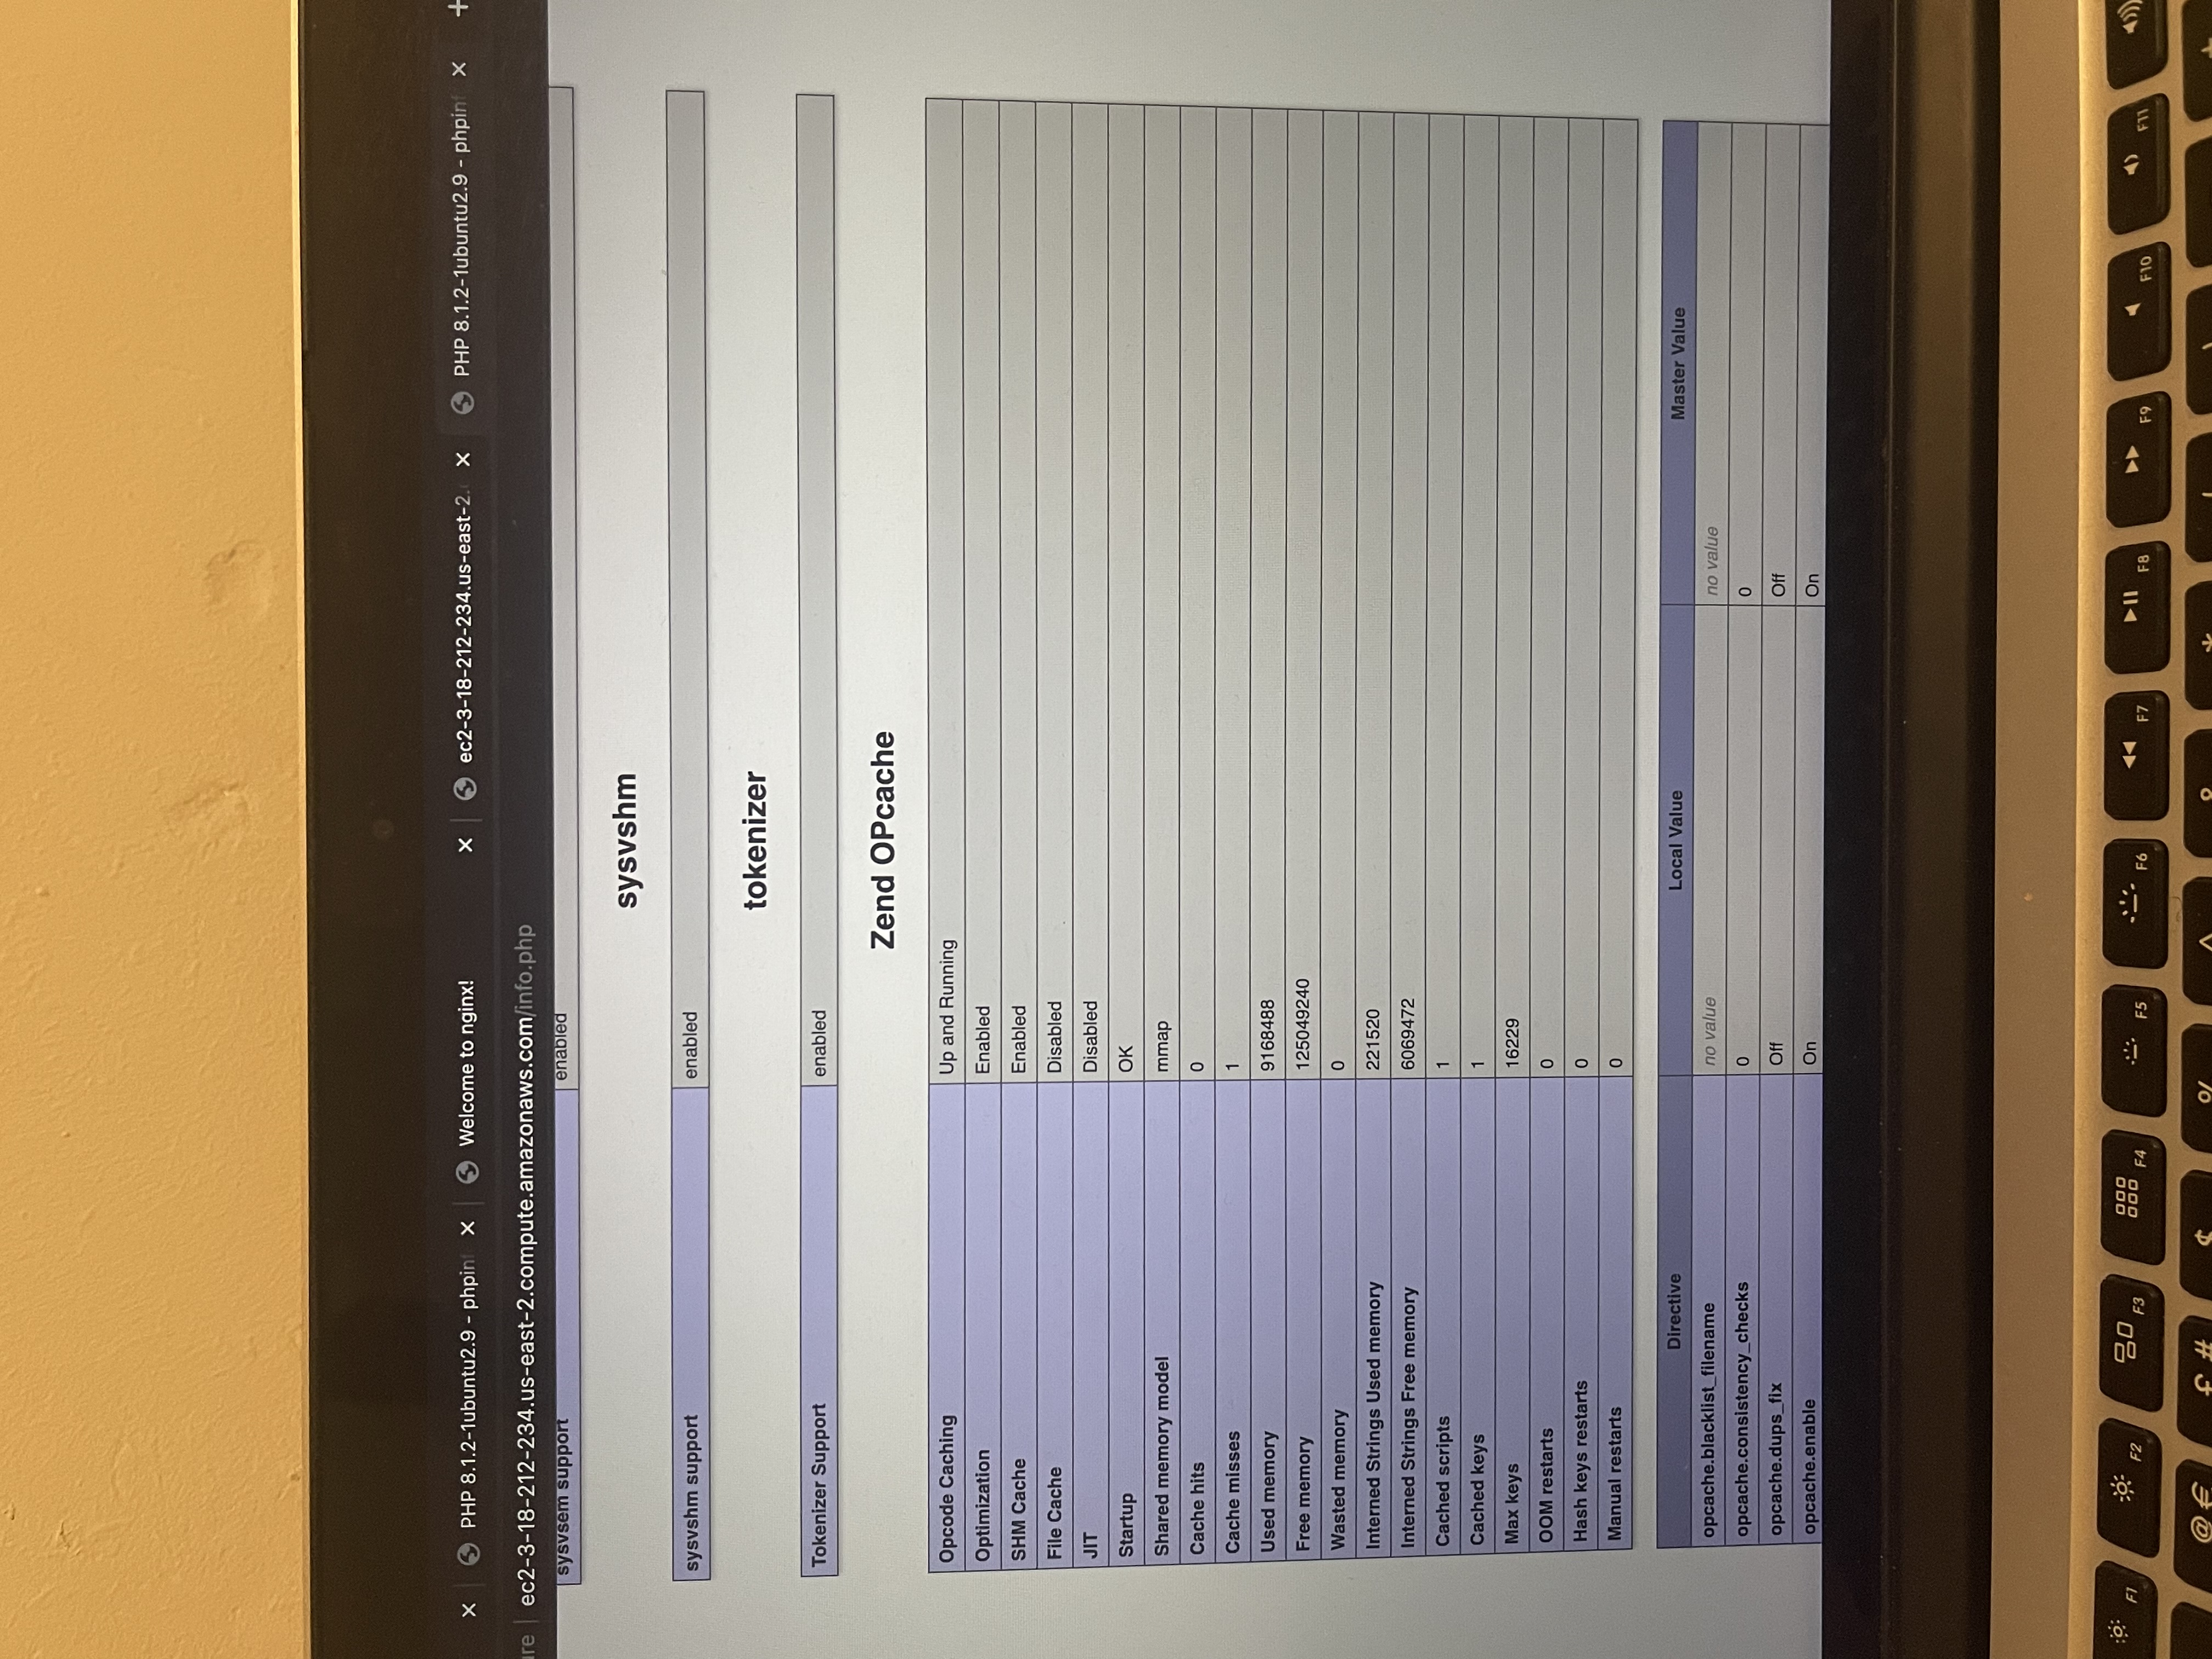 PHP 8.1.2-1ubuntu2.9 - phpinf
Welcome to nginx!
ec2-3-18-212-234.us-east-2.
PHP 8.1.2-1ubuntu2.9 - phpinf
ec2-3-18-212-234.us-east-2.compute.amazonaws.com/info.php
sysvsem support enabled
sysvshm
sysvshm support enabled
tokenizer
Tokenizer Support enabled
Zend OPcache
Opcode Caching Up and Running
Optimization Enabled
SHM Cache Enabled
File Cache Disabled
JIT Disabled
Startup OK
Shared memory model mmap
Cache hits 0
Cache misses 1
Used memory 9168488
Free memory 125049240
Wasted memory 0
Interned Strings Used memory 221520
Interned Strings Free memory 6069472
Cached scripts 1
Cached keys 1
Max keys 16229
OOM restarts 0
Hash keys restarts 0
Manual restarts 0
Directive Local Value Master Value
opcache.blacklist_filename no value no value
opcache.consistency_checks 0 0
opcache.dups_fix Off Off
opcache.enable On On
F1 F2 F3 F4 F5 F6 F7 F8 F9 F10 F11
@ € £ # $ %